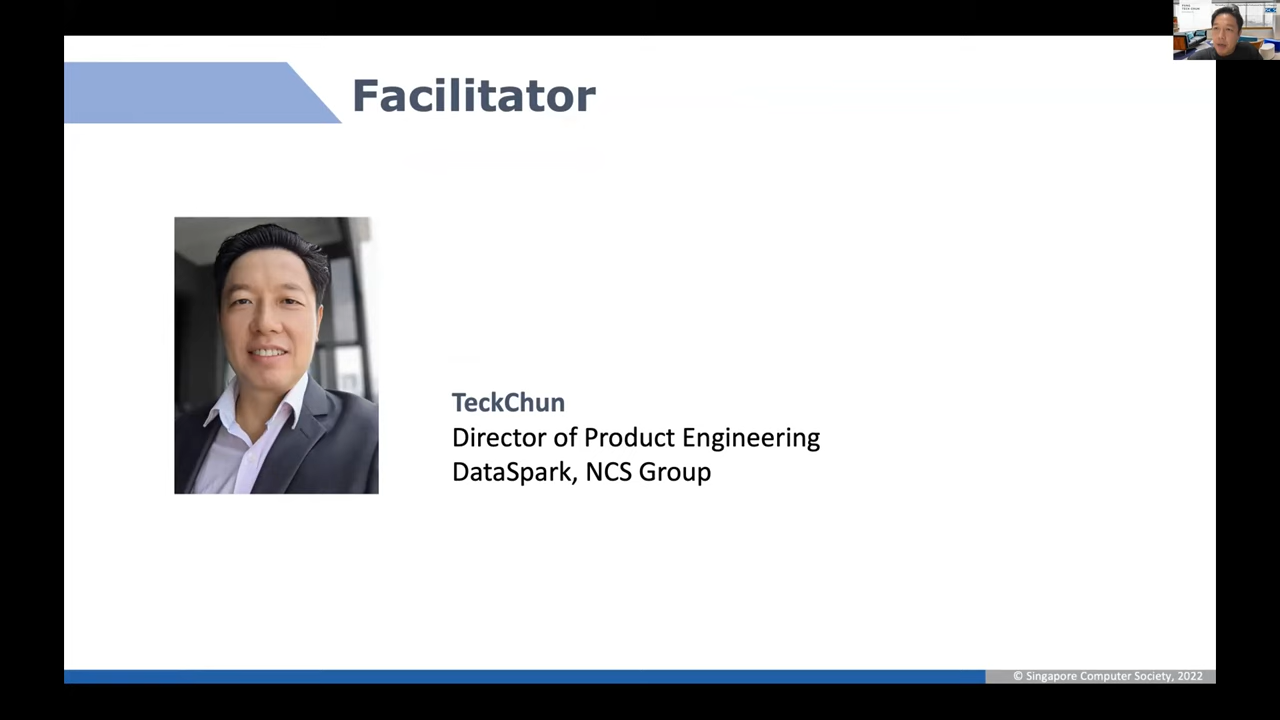 Facilitator
TeckChun
Director of Product Engineering
DataSpark, NCS Group
© Singapore Computer Society, 2022